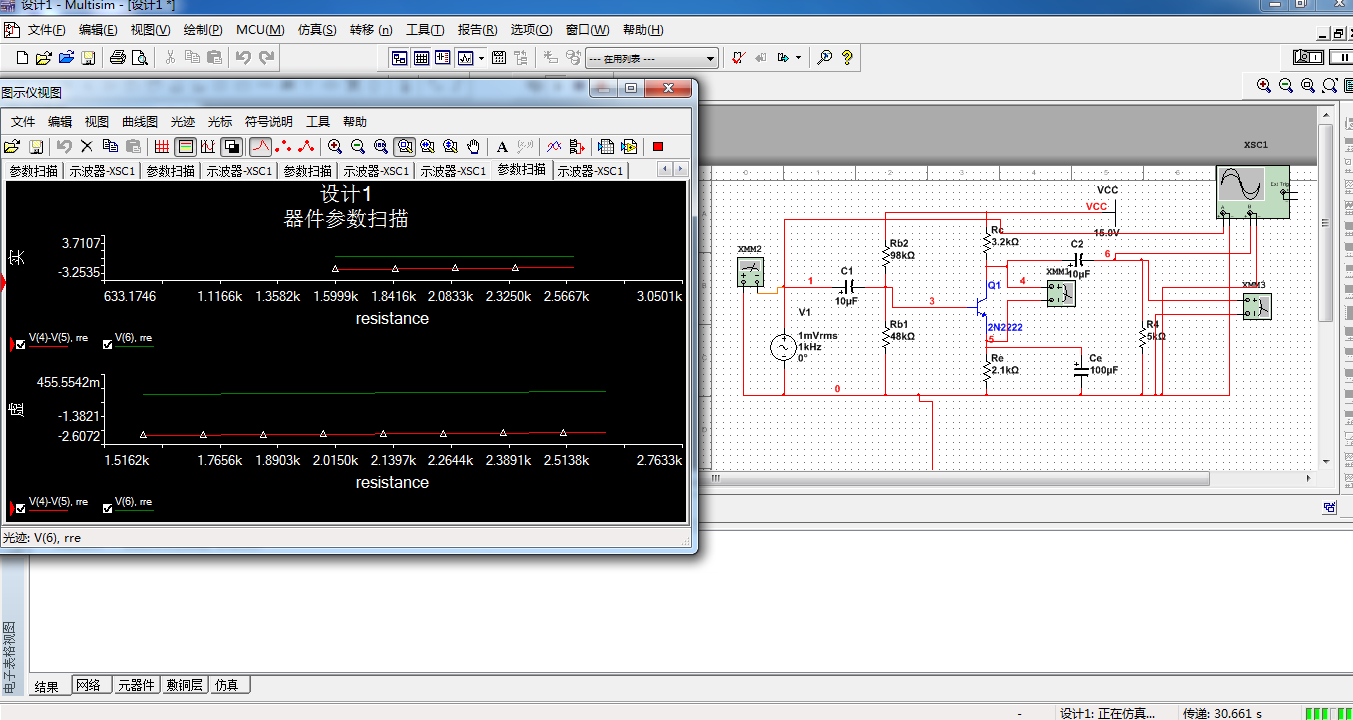 设计1 - Multisim - [设计1 *]
文件(F) 编辑(E) 视图(V) 绘制(P) MCU(M) 仿真(S) 转移 (n) 工具(T) 报告(R) 选项(O) 窗口(W) 帮助(H)
--- 在用列表 ---
图示仪视图
文件 编辑 视图 曲线图 光迹 光标 符号说明 工具 帮助
参数扫描 示波器-XSC1 参数扫描 示波器-XSC1 参数扫描 示波器-XSC1 示波器-XSC1 参数扫描 示波器-XSC1
设计1
器件参数扫描
实
3.7107
-3.2535
633.1746 1.1166k 1.3582k 1.5999k 1.8416k 2.0833k 2.3250k 2.5667k 3.0501k
resistance
V(4)-V(5), rre V(6), rre
虚
455.5542m
-1.3821
-2.6072
1.5162k 1.7656k 1.8903k 2.0150k 2.1397k 2.2644k 2.3891k 2.5138k 2.7633k
resistance
V(4)-V(5), rre V(6), rre
光迹: V(6), rre
XSC1
Ext Trig
A
B
0 1 2 3 4 5 6
VCC
VCC
15.0V
XMM2
Rb2
98kΩ
Rc
3.2kΩ
C2
10μF
6
1
C1
10μF
Q1
2N2222
4
XMM1
XMM3
3
V1
1mVrms
1kHz
0°
Rb1
48kΩ
5
R4
5kΩ
Re
2.1kΩ
Ce
100μF
0
电子表格视图
结果 网络 元器件 敷铜层 仿真
- 设计1: 正在仿真... 传递: 30.661 s